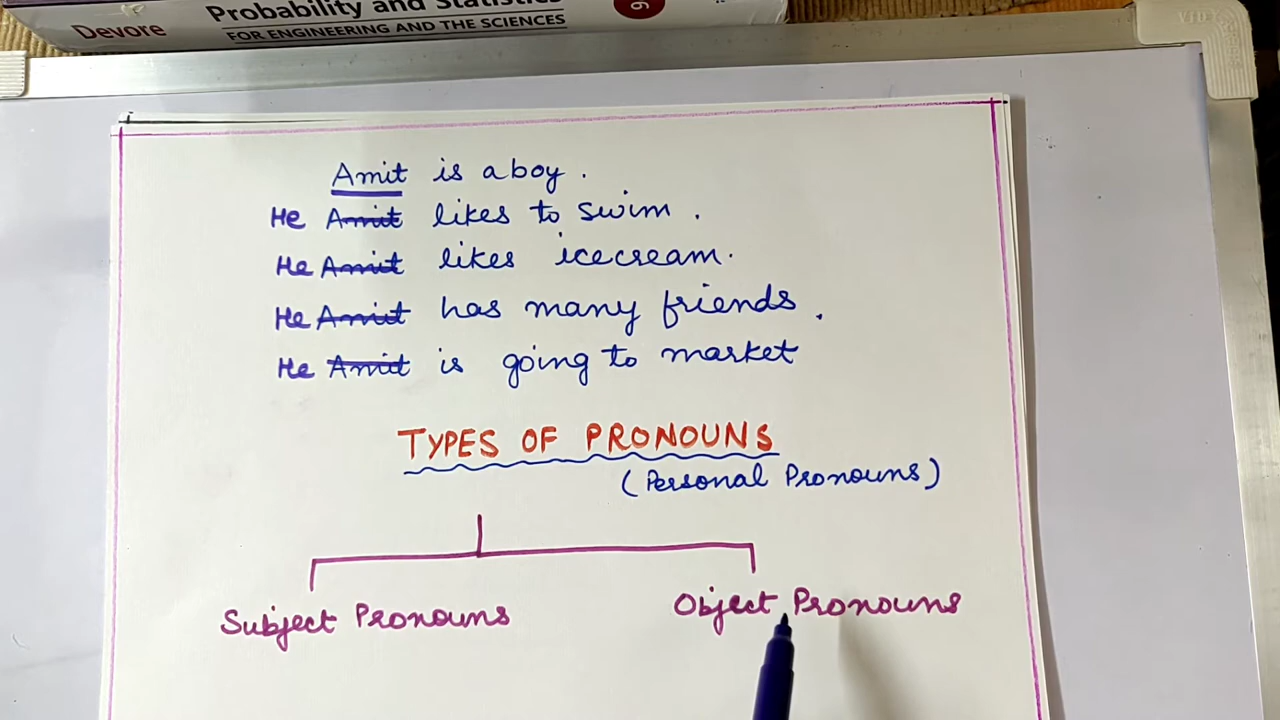 Probability and Statistics
Devore
FOR ENGINEERING AND THE SCIENCES
9
Amit is a boy.
He Amit likes to swim.
He Amit likes icecream.
He Amit has many friends.
He Amit is going to market
TYPES OF PRONOUNS
(Personal Pronouns)
Subject Pronouns
Object Pronouns